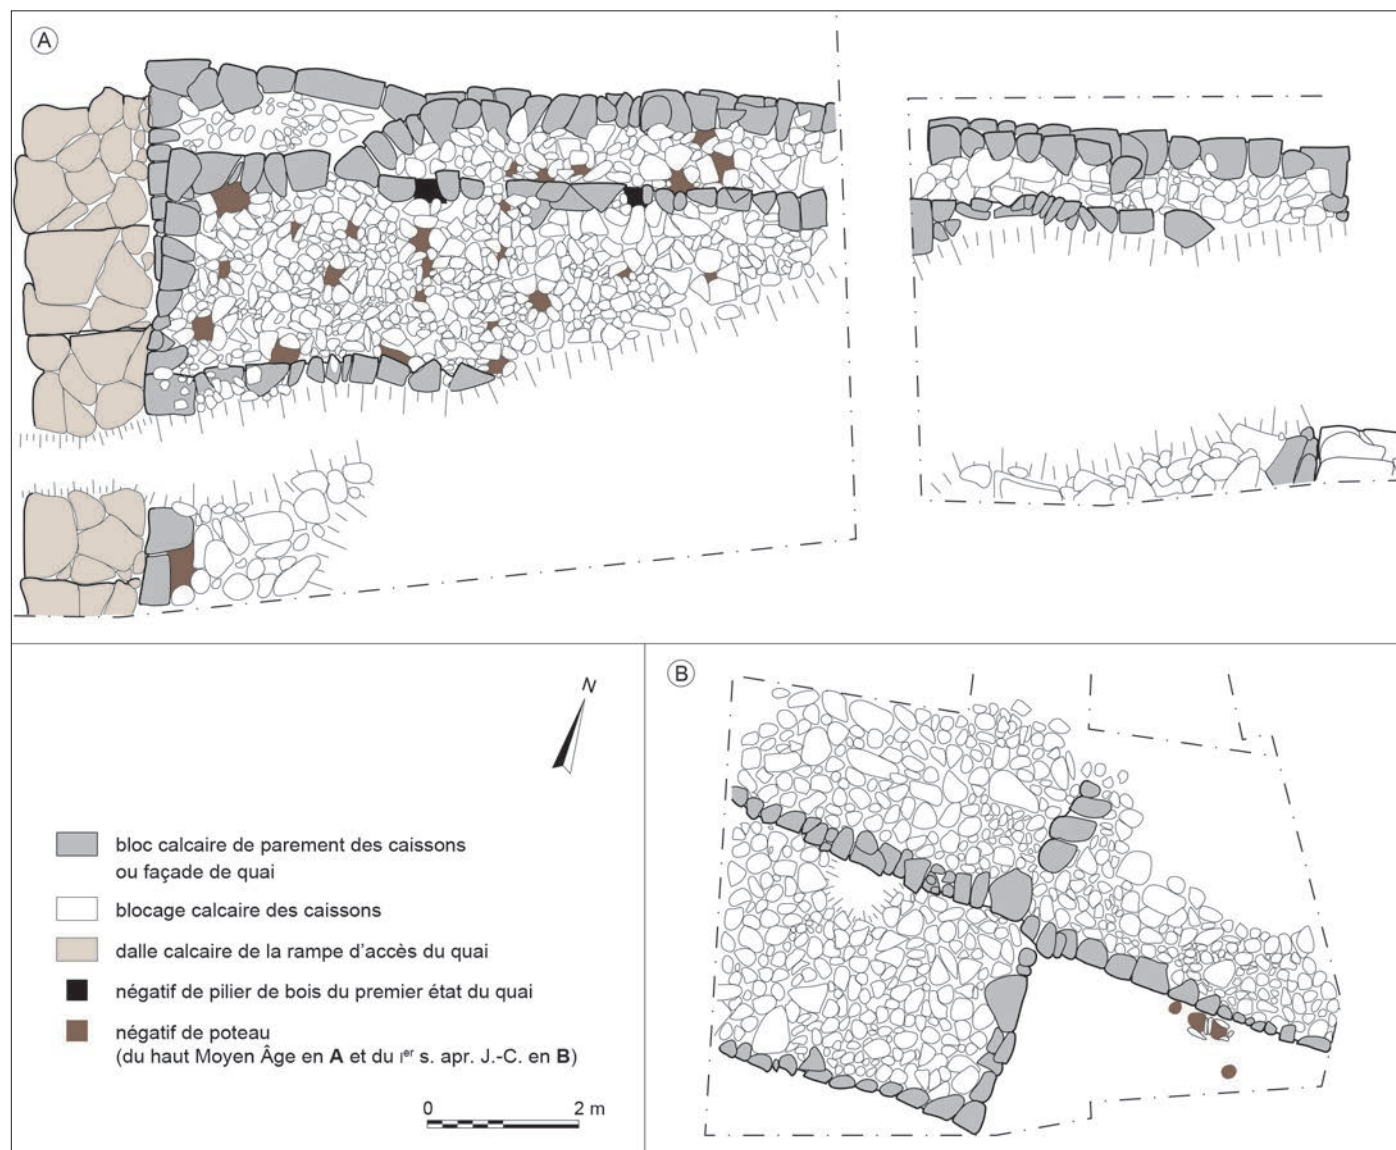 A
N
bloc calcaire de parement des caissons
ou façade de quai
blocage calcaire des caissons
dalle calcaire de la rampe d'accès du quai
négatif de pilier de bois du premier état du quai
négatif de poteau
(du haut Moyen Âge en A et du Ier s. apr. J.-C. en B)
0 2 m
B